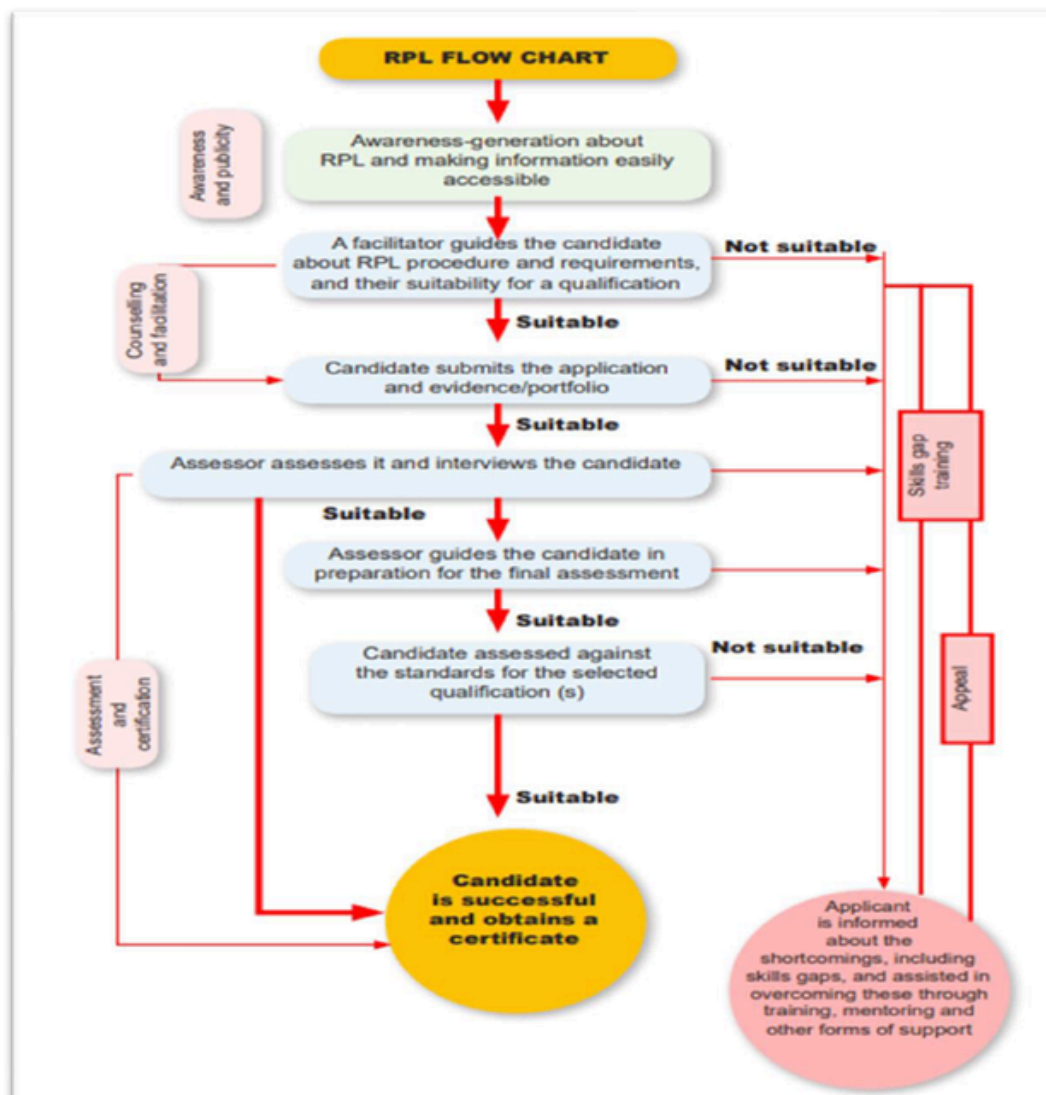 RPL FLOW CHART
Awareness
and publicity
Awareness-generation about
RPL and making information easily
accessible
A facilitator guides the candidate
about RPL procedure and requirements,
and their suitability for a qualification
Not suitable
Counselling
and facilitation
Suitable
Candidate submits the application
and evidence/portfolio
Not suitable
Suitable
Assessor assesses it and interviews the candidate
Skills gap
training
Suitable
Assessor guides the candidate in
preparation for the final assessment
Suitable
Candidate assessed against
the standards for the selected
qualification (s)
Not suitable
Assessment
and
certification
Appeal
Suitable
Candidate
is successful
and obtains a
certificate
Applicant
is informed
about the
shortcomings, including
skills gaps, and assisted in
overcoming these through
training, mentoring and
other forms of support